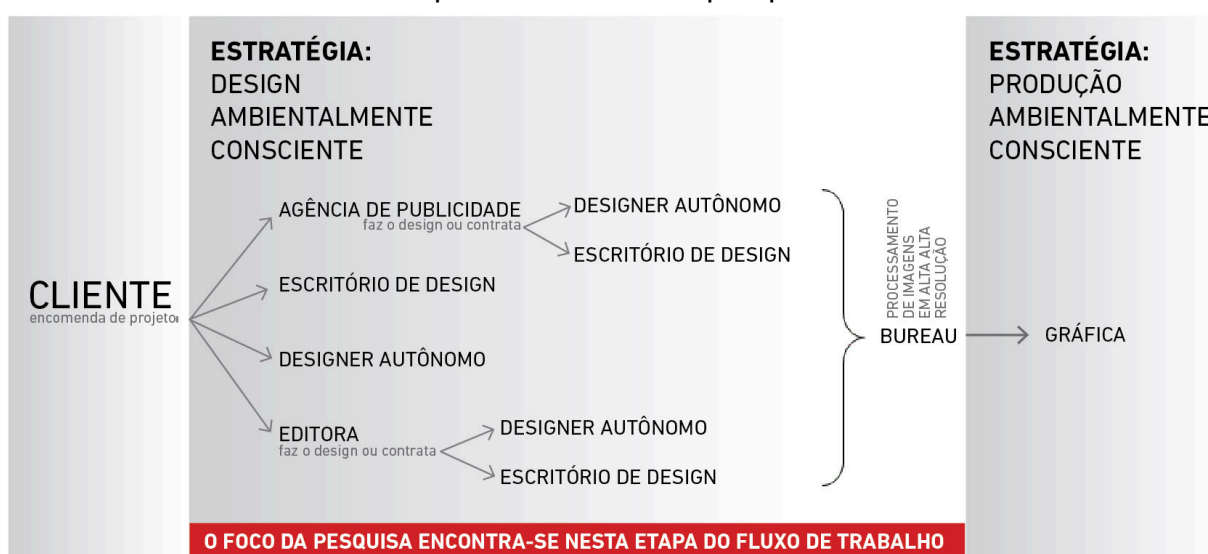 ESTRATÉGIA:
DESIGN
AMBIENTALMENTE
CONSCIENTE
ESTRATÉGIA:
PRODUÇÃO
AMBIENTALMENTE
CONSCIENTE
CLIENTE
encomenda de projeto
AGÊNCIA DE PUBLICIDADE
faz o design ou contrata
DESIGNER AUTÔNOMO
ESCRITÓRIO DE DESIGN
ESCRITÓRIO DE DESIGN
DESIGNER AUTÔNOMO
EDITORA
faz o design ou contrata
DESIGNER AUTÔNOMO
ESCRITÓRIO DE DESIGN
PROCESSAMENTO
DE IMAGENS
EM ALTA ALTA
RESOLUÇÃO
BUREAU
GRÁFICA
O FOCO DA PESQUISA ENCONTRA-SE NESTA ETAPA DO FLUXO DE TRABALHO